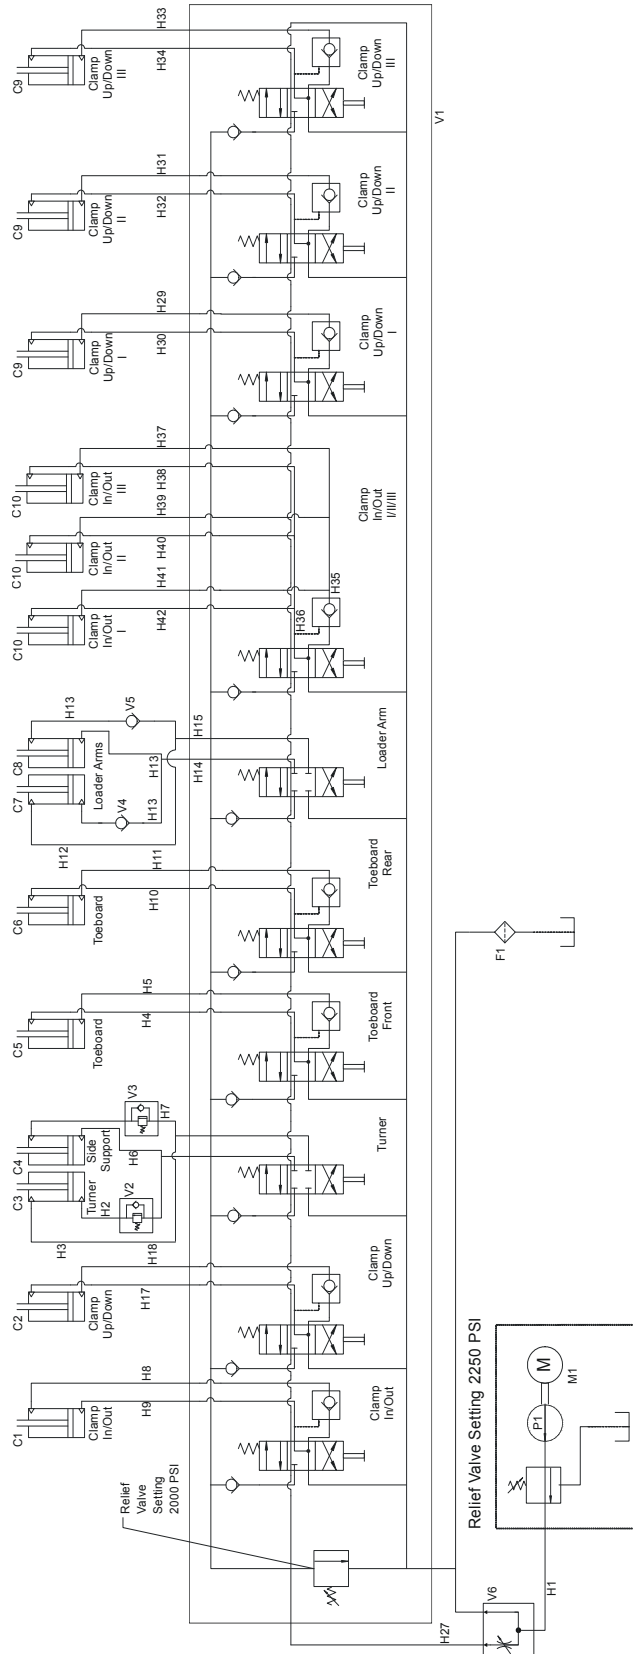 H33
H34
C9
Clamp
Up/Down
III
Clamp
Up/Down
III
V1
H31
H32
C9
Clamp
Up/Down
II
Clamp
Up/Down
II
H29
H30
C9
Clamp
Up/Down
I
Clamp
Up/Down
I
H37
H38
C10
Clamp
In/Out
III
H39
H40
C10
Clamp
In/Out
II
H41
H42
C10
Clamp
In/Out
I
H35
H36
Clamp
In/Out
I/II/III
H13
V5
H15
C8
C7
Loader Arms
H13
H14
V4
H13
H12
H11
Loader Arm
C6
Toeboard
H10
Toeboard
Rear
H5
H4
C5
Toeboard
Toeboard
Front
V3
H7
C4
Side
Support
H6
C3
Turner
H2
V2
H3
H18
Turner
C2
Clamp
Up/Down
H17
Clamp
Up/Down
H8
H9
C1
Clamp
In/Out
Clamp
In/Out
Relief
Valve
Setting
2000 PSI
F1
Relief Valve Setting 2250 PSI
M
M1
P1
H1
V6
H27